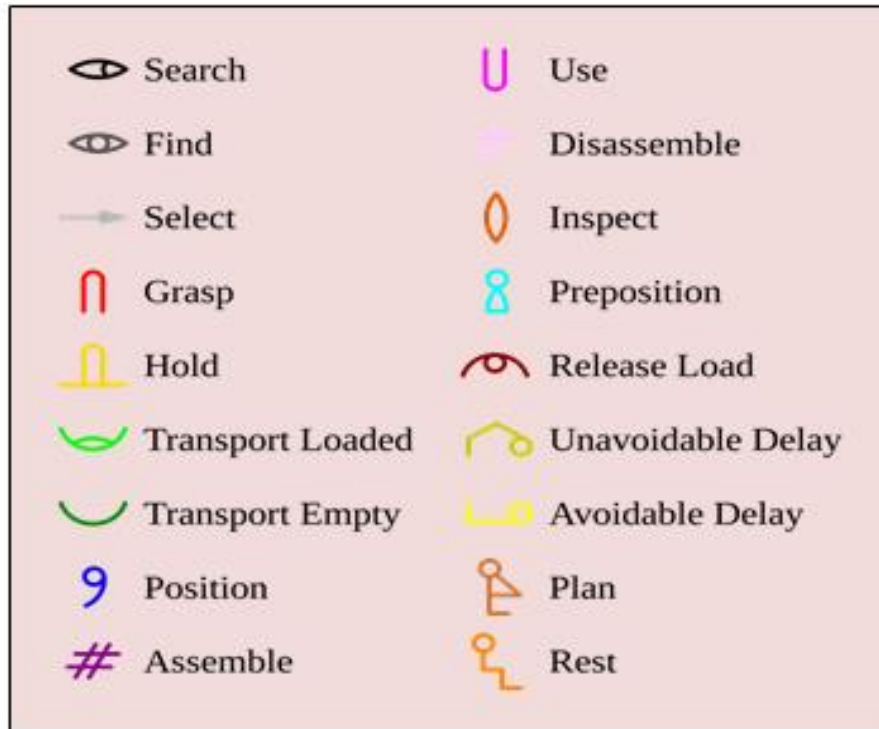 Search
Find
Select
Grasp
Hold
Transport Loaded
Transport Empty
Position
Assemble
Use
Disassemble
Inspect
Preposition
Release Load
Unavoidable Delay
Avoidable Delay
Plan
Rest